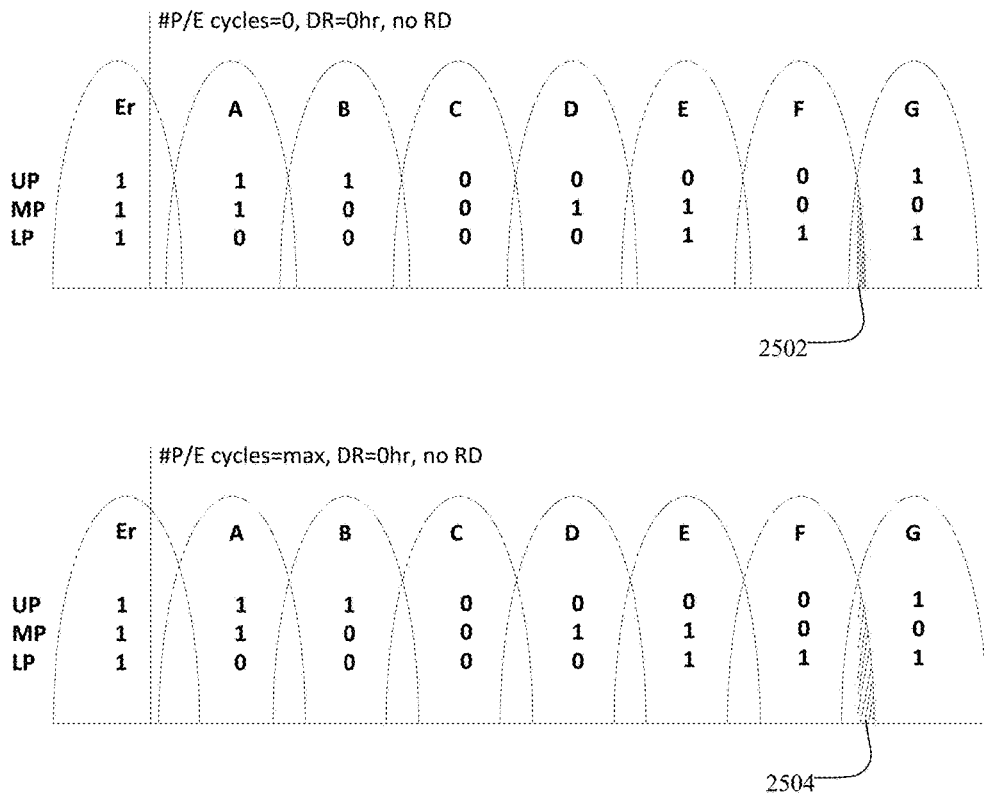 #P/E cycles=0, DR=0hr, no RD
Er A B C D E F G
UP 1 1 1 0 0 0 0 1
MP 1 1 0 0 1 1 0 0
LP 1 0 0 0 0 1 1 1
2502
#P/E cycles=max, DR=0hr, no RD
Er A B C D E F G
UP 1 1 1 0 0 0 0 1
MP 1 1 0 0 1 1 0 0
LP 1 0 0 0 0 1 1 1
2504